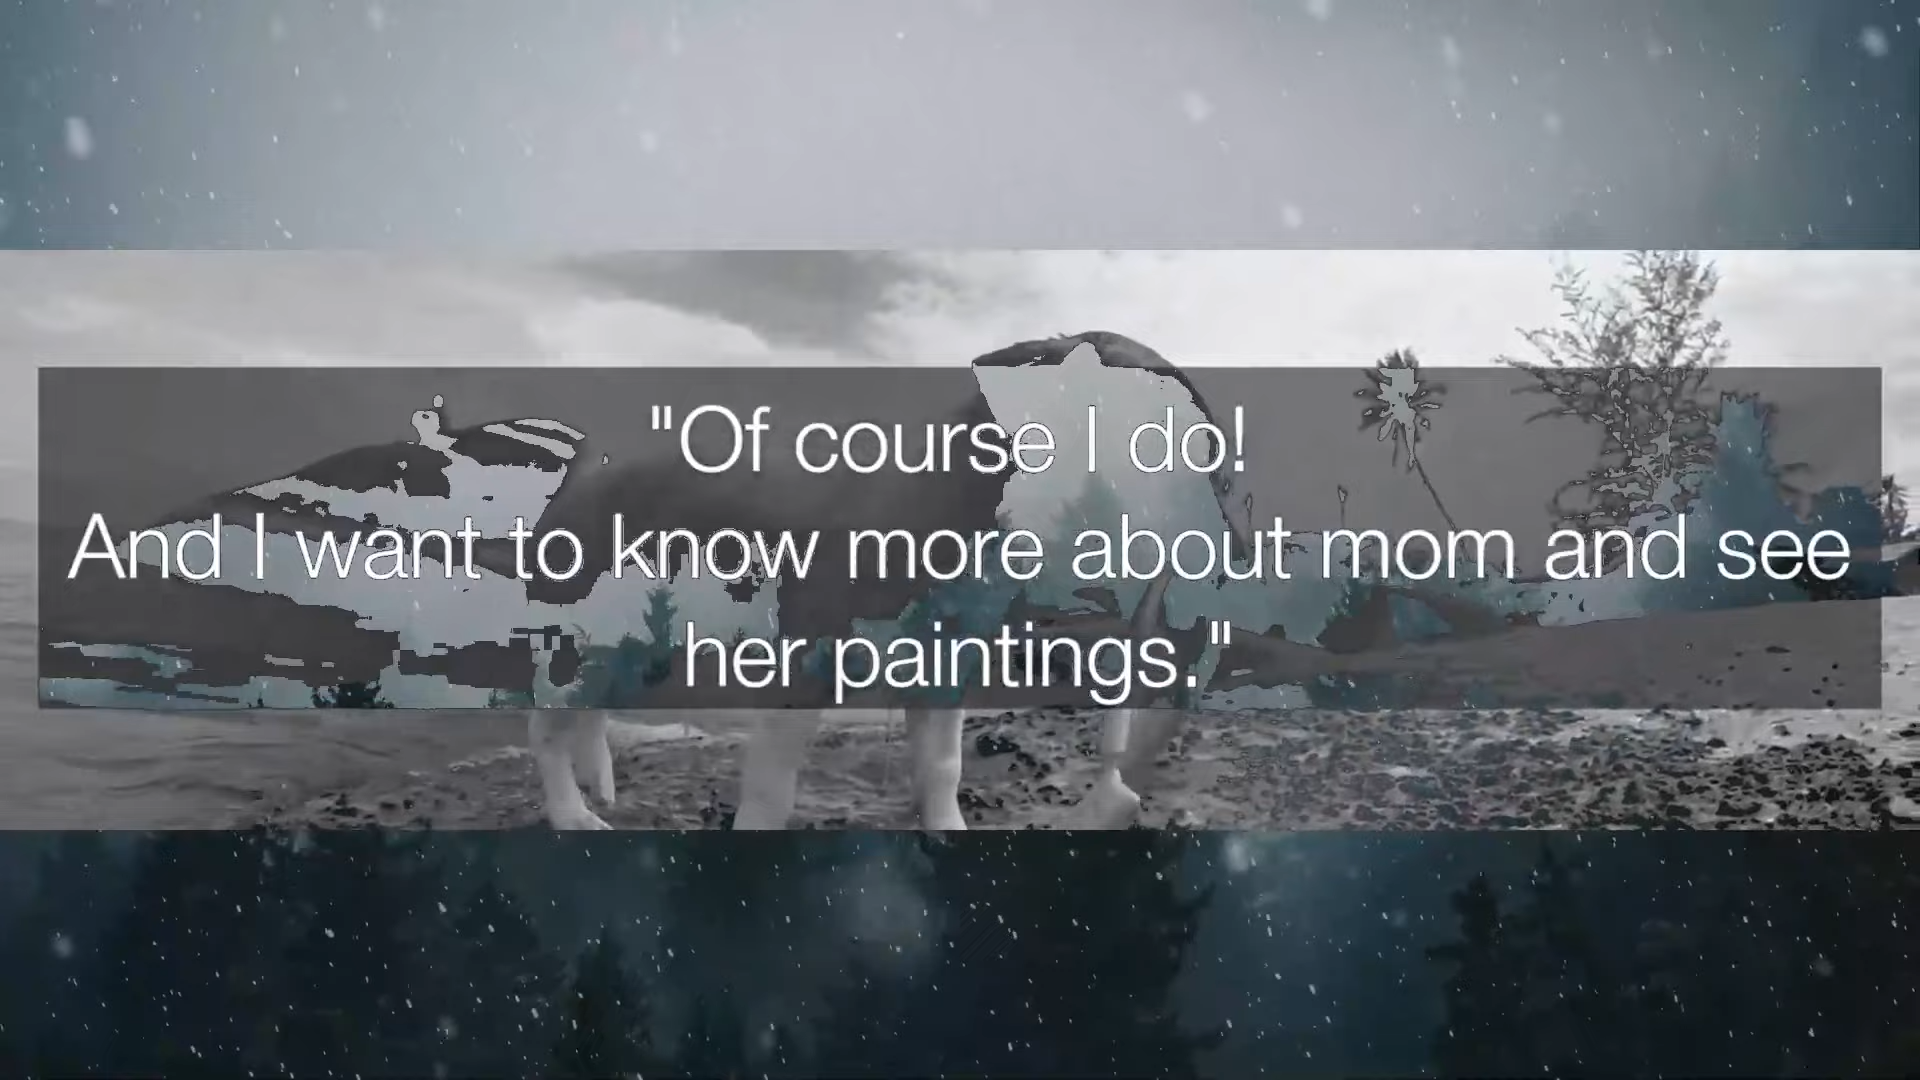 "Of course I do!
And I want to know more about mom and see
her paintings."